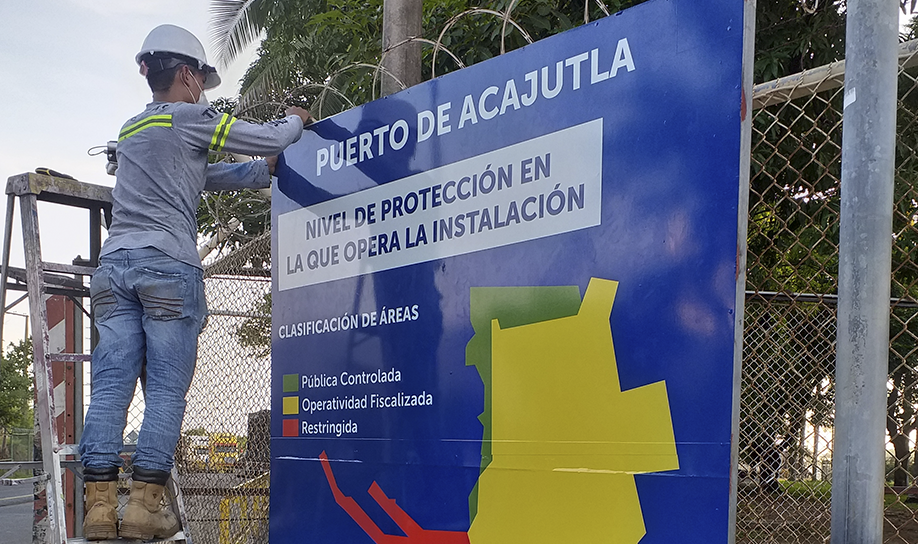 PUERTO DE ACAJUTLA
NIVEL DE PROTECCIÓN EN
LA QUE OPERA LA INSTALACIÓN
CLASIFICACIÓN DE ÁREAS
Pública Controlada
Operatividad Fiscalizada
Restringida